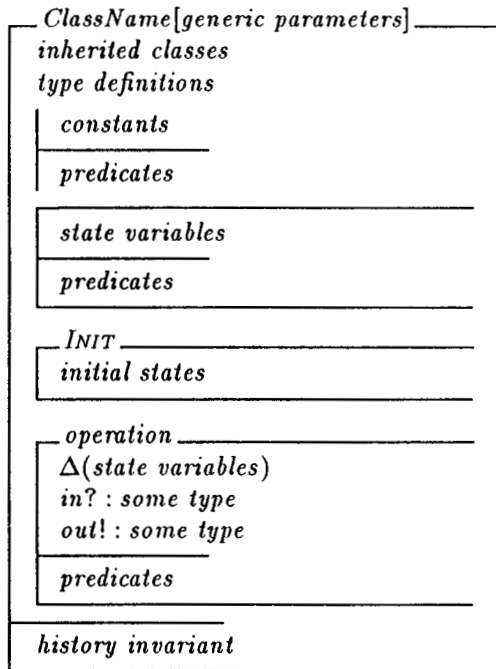 ClassName[generic parameters]
inherited classes
type definitions
constants
predicates
state variables
predicates
INIT
initial states
operation
Δ(state variables)
in? : some type
out! : some type
predicates
history invariant